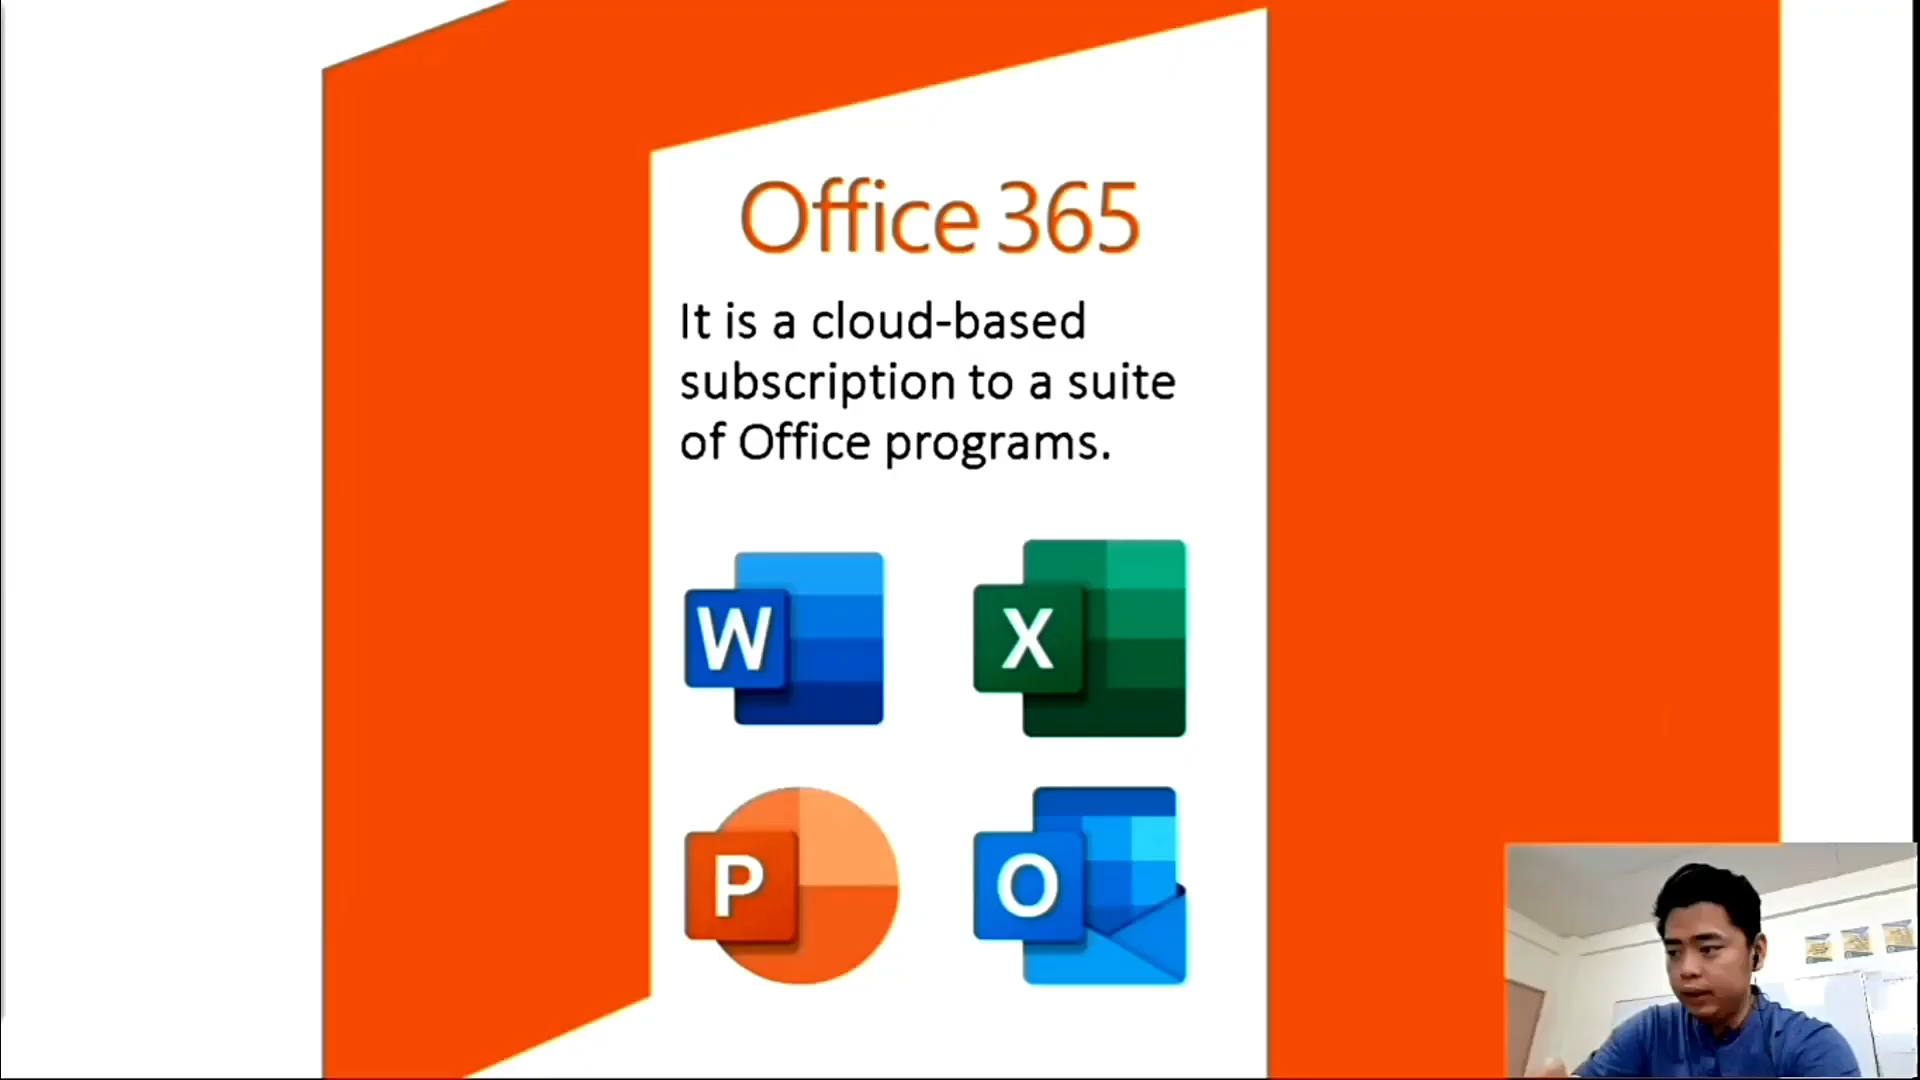 Office 365
It is a cloud-based
subscription to a suite
of Office programs.
W
X
P
O